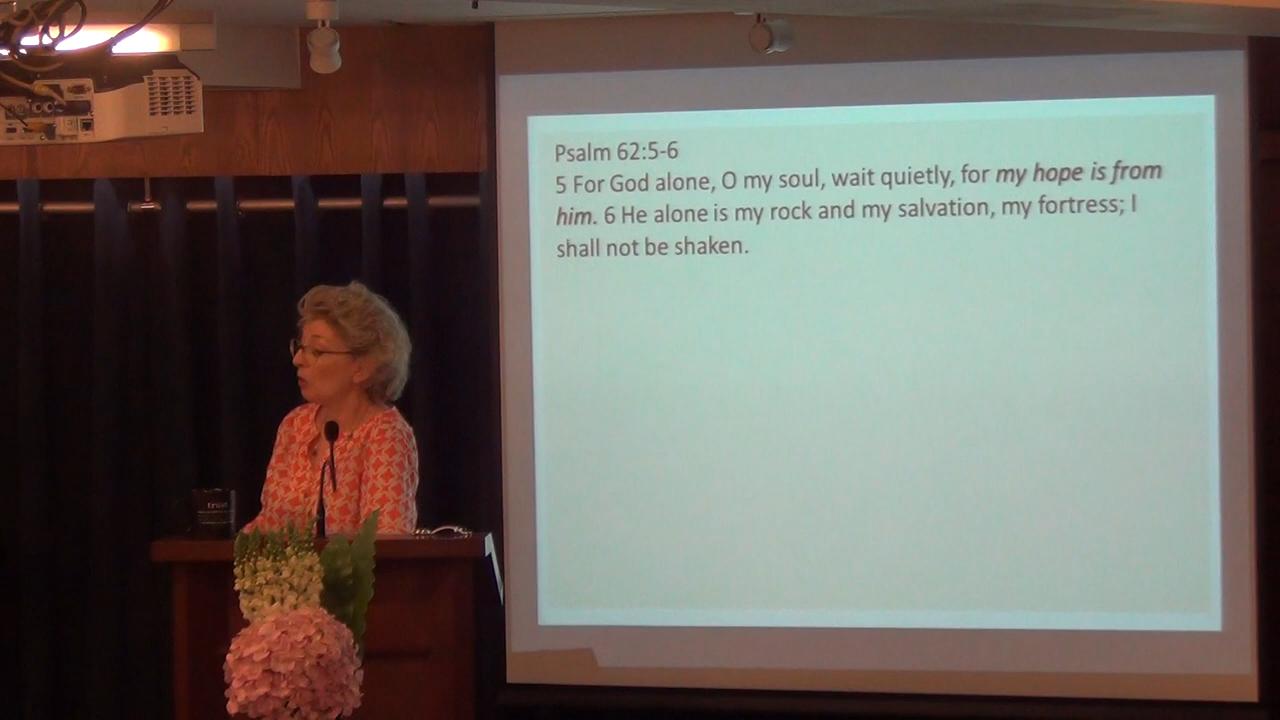 Psalm 62:5-6
5 For God alone, O my soul, wait quietly, for my hope is from
him. 6 He alone is my rock and my salvation, my fortress; I
shall not be shaken.
trust